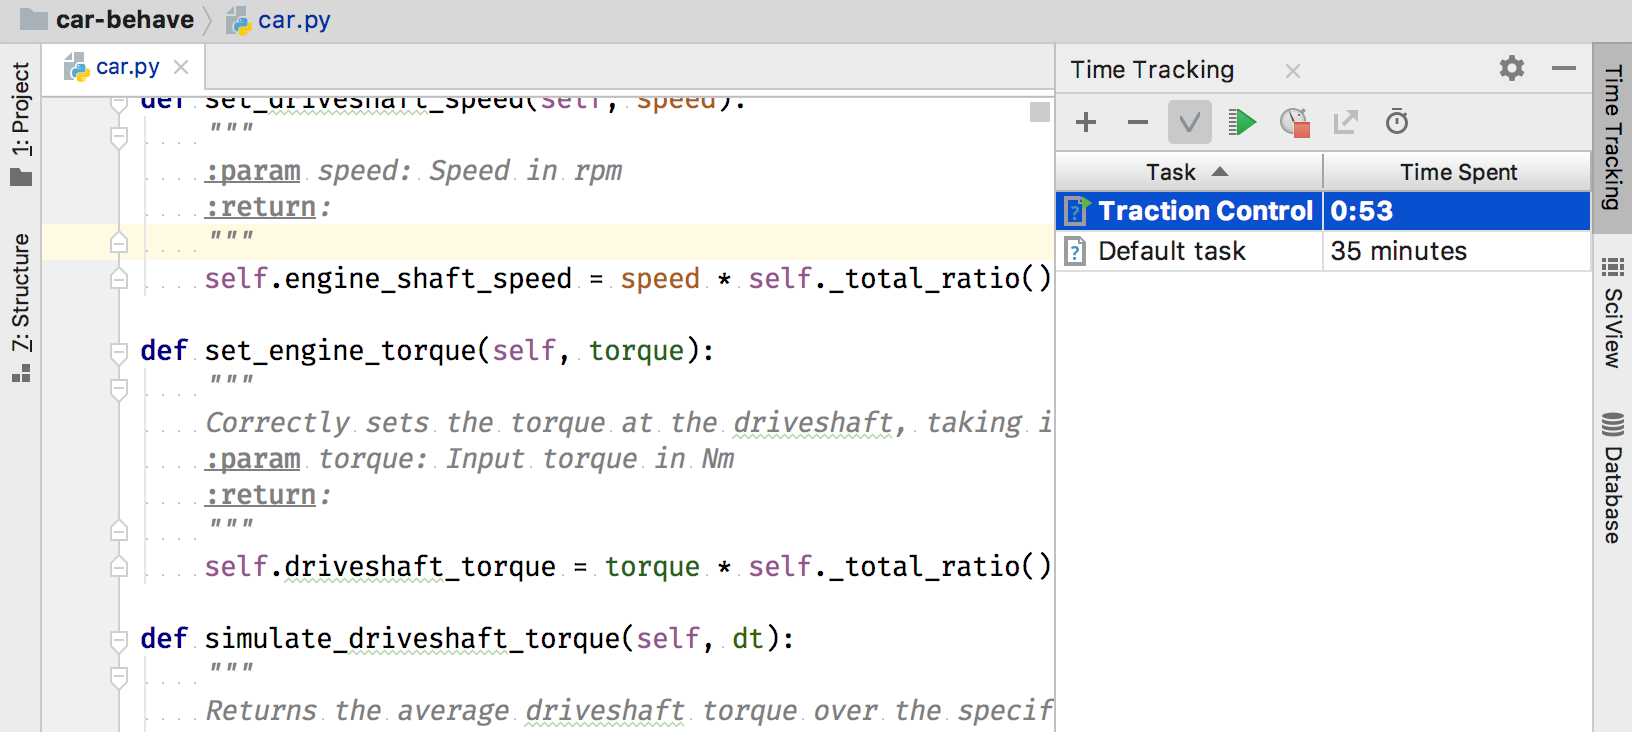 car-behave car.py
1: Project
7: Structure
car.py
def set_driveshaft_speed(self, speed):
"""
:param speed: Speed in rpm
:return:
"""
self.engine_shaft_speed = speed * self._total_ratio()
def set_engine_torque(self, torque):
"""
Correctly sets the torque at the driveshaft, taking i
:param torque: Input torque in Nm
:return:
"""
self.driveshaft_torque = torque * self._total_ratio()
def simulate_driveshaft_torque(self, dt):
"""
Returns the average driveshaft torque over the specif
Time Tracking
Task Time Spent
Traction Control 0:53
Default task 35 minutes
Time Tracking
SciView
Database